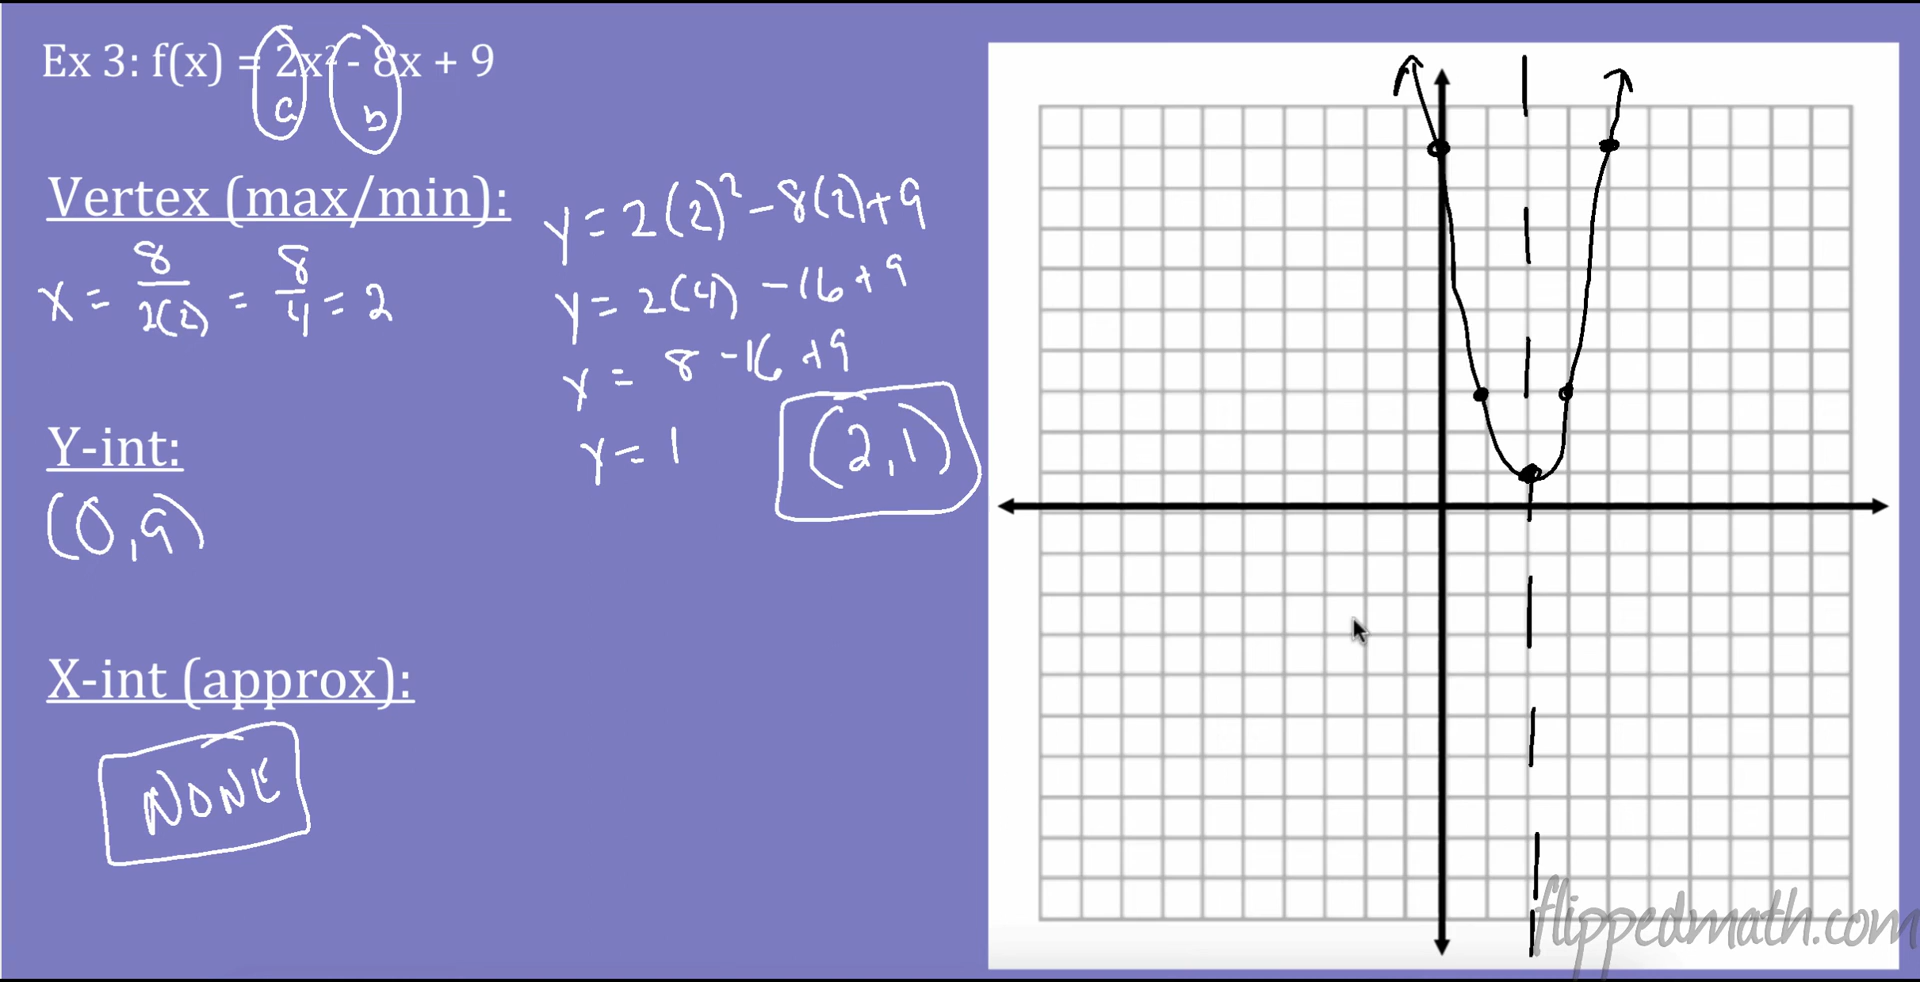 Ex 3: f(x) = 2x² - 8x + 9
a b
Vertex (max/min):
x = 8/2(2) = 8/4 = 2
y = 2(2)² - 8(2) + 9
y = 2(4) - 16 + 9
y = 8 - 16 + 9
y = 1
(2,1)
Y-int:
(0,9)
X-int (approx):
NONE
flippedmath.com